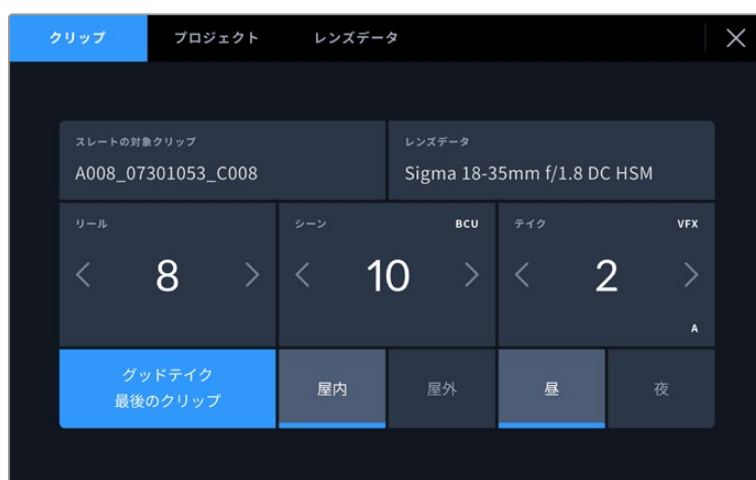 クリップ プロジェクト レンズデータ
スレートの対象クリップ レンズデータ
A008_07301053_C008 Sigma 18-35mm f/1.8 DC HSM
リール シーン BCU テイク VFX
8 10 2
A
グッドテイク
最後のクリップ
屋内 屋外 昼 夜